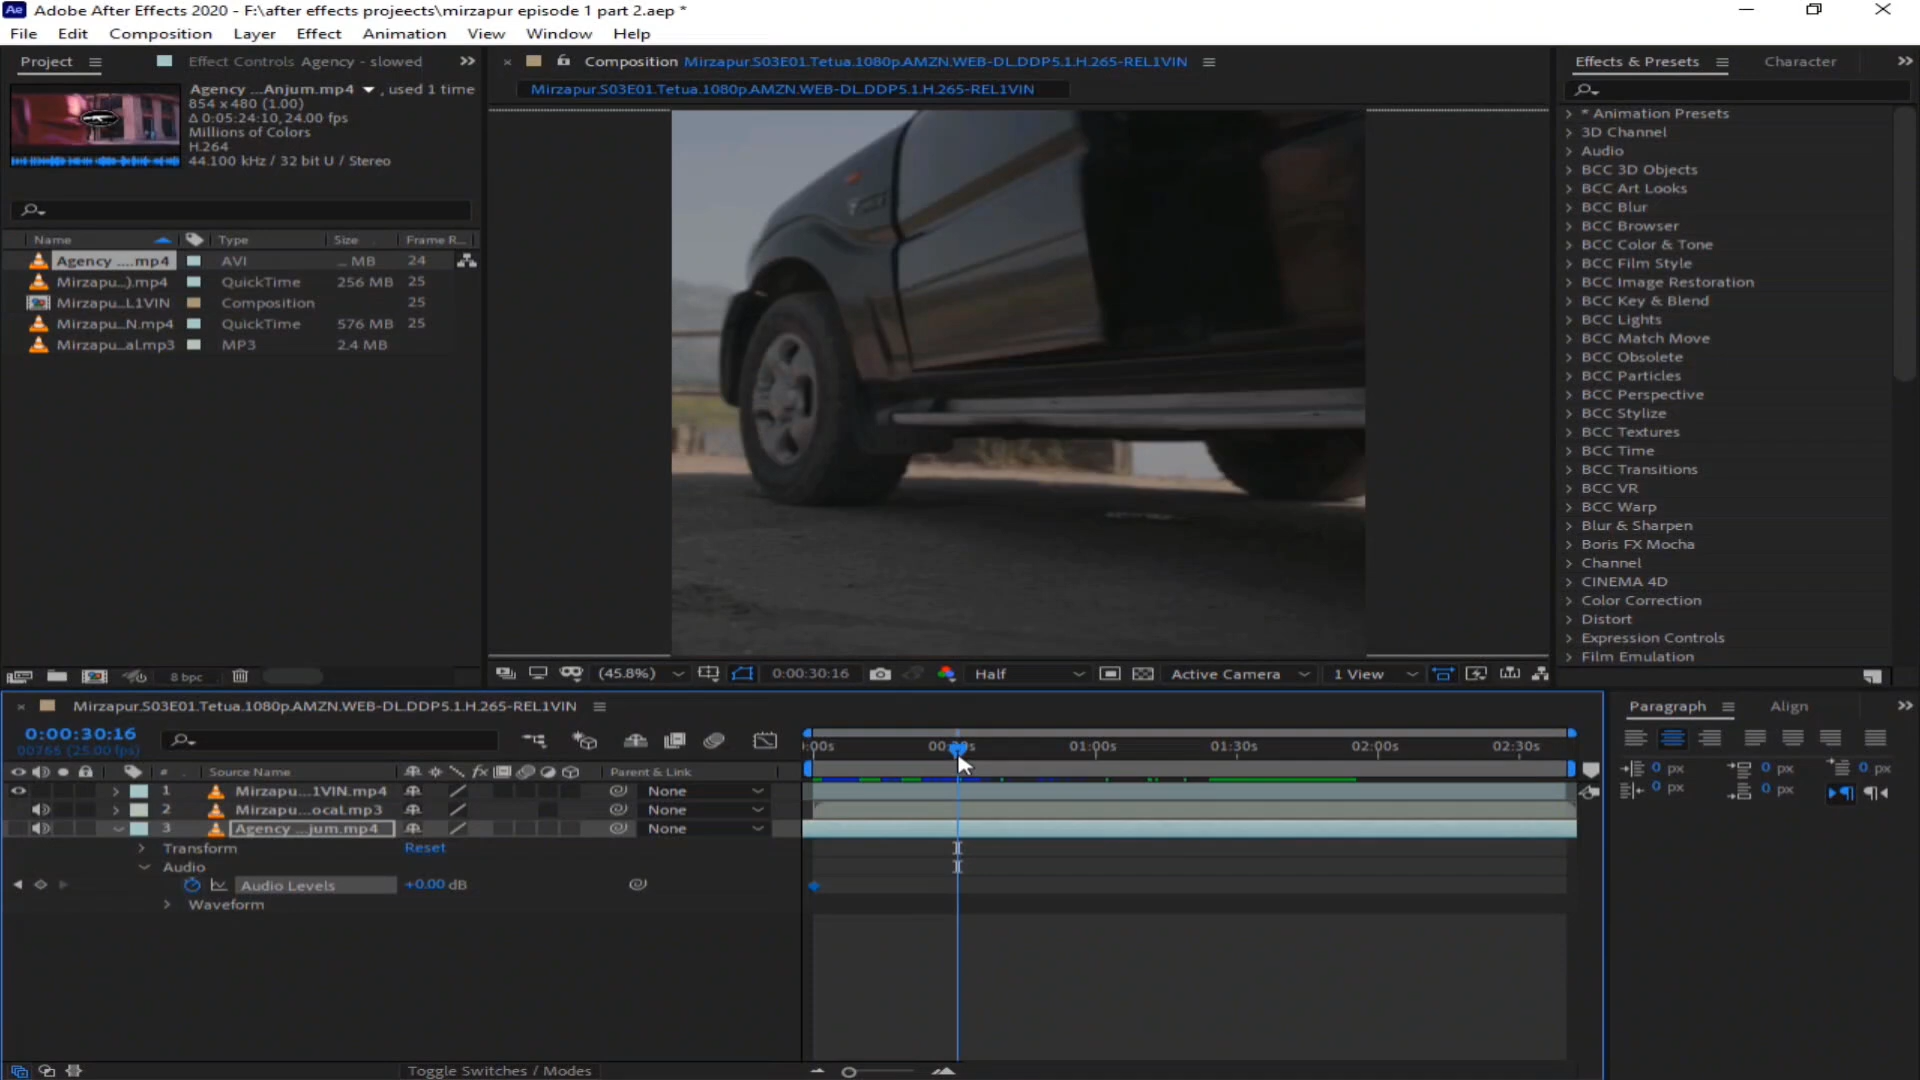 Ae Adobe After Effects 2020 - F:\after effects projeects\mirzapur episode 1 part 2.aep *
File Edit Composition Layer Effect Animation View Window Help
Project Effect Controls Agency - slowed
Composition Mirzapur.S03E01.Tetua.1080p.AMZN.WEB-DL.DDP5.1.H.265-REL1VIN
Effects & Presets Character
Mirzapur.S03E01.Tetua.1080p.AMZN.WEB-DL.DDP5.1.H.265-REL1VIN
Agency ...Anjum.mp4 , used 1 time
854 x 480 (1.00)
Δ 0:05:24:10, 24.00 fps
Millions of Colors
H.264
44.100 kHz / 32 bit U / Stereo
Name Type Size Frame R...
Agency ....mp4 AVI ... MB 24
Mirzapu...).mp4 QuickTime 256 MB 25
Mirzapu...L1VIN Composition 25
Mirzapu...N.mp4 QuickTime 576 MB 25
Mirzapu...al.mp3 MP3 2.4 MB
8 bpc
* Animation Presets
3D Channel
Audio
BCC 3D Objects
BCC Art Looks
BCC Blur
BCC Browser
BCC Color & Tone
BCC Film Style
BCC Image Restoration
BCC Key & Blend
BCC Lights
BCC Match Move
BCC Obsolete
BCC Particles
BCC Perspective
BCC Stylize
BCC Textures
BCC Time
BCC Transitions
BCC VR
BCC Warp
Blur & Sharpen
Boris FX Mocha
Channel
CINEMA 4D
Color Correction
Distort
Expression Controls
Film Emulation
(45.8%) 0:00:30:16 Half Active Camera 1 View
Mirzapur.S03E01.Tetua.1080p.AMZN.WEB-DL.DDP5.1.H.265-REL1VIN
0:00:30:16
00766 (25.00 fps)
:00s 01:00s 01:30s 02:00s 02:30s
# Source Name fx Parent & Link
1 Mirzapu...1VIN.mp4 None
2 Mirzapu...ocal.mp3 None
3 Agency ...jum.mp4 None
Transform Reset
Audio
Audio Levels +0.00 dB
Waveform
Toggle Switches / Modes
Paragraph Align
0 px 0 px 0 px
0 px 0 px